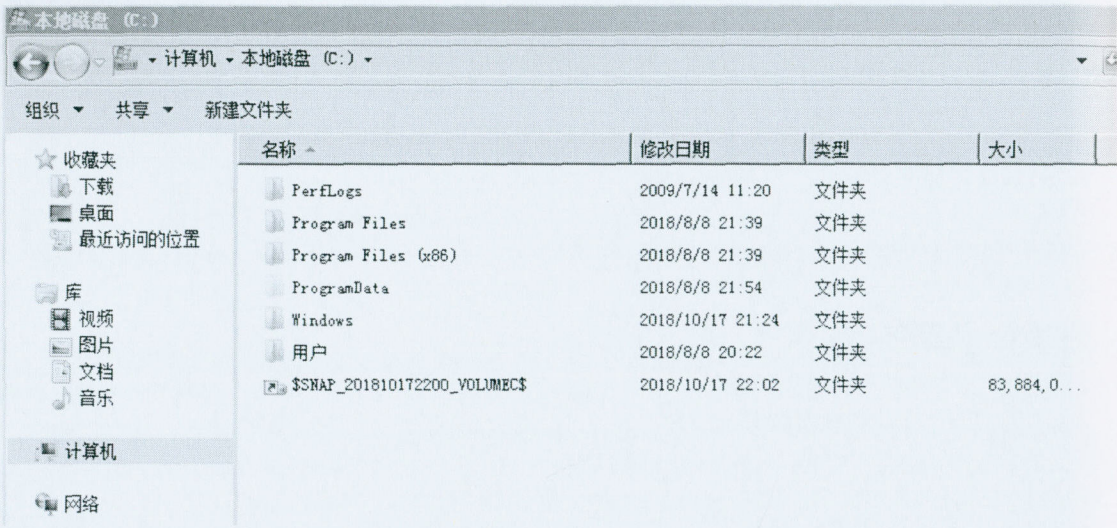 本地磁盘 (C:)
计算机 本地磁盘 (C:)
组织 共享 新建文件夹
收藏夹
下载
桌面
最近访问的位置
库
视频
图片
文档
音乐
计算机
网络
名称 修改日期 类型 大小
PerfLogs 2009/7/14 11:20 文件夹
Program Files 2018/8/8 21:39 文件夹
Program Files (x86) 2018/8/8 21:39 文件夹
ProgramData 2018/8/8 21:54 文件夹
Windows 2018/10/17 21:24 文件夹
用户 2018/8/8 20:22 文件夹
$SNAP_201810172200_VOLUMEC$ 2018/10/17 22:02 文件夹 83,884,0...